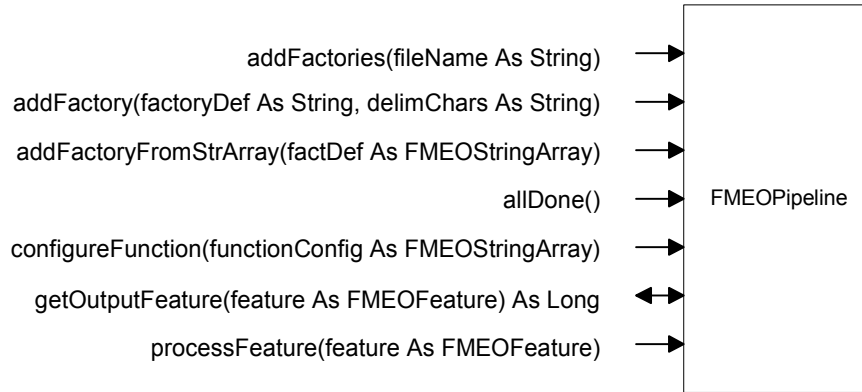 addFactories(fileName As String)
addFactory(factoryDef As String, delimChars As String)
addFactoryFromStrArray(factDef As FMEOStringArray)
allDone()
FMEOPipeline
configureFunction(functionConfig As FMEOStringArray)
getOutputFeature(feature As FMEOFeature) As Long
processFeature(feature As FMEOFeature)